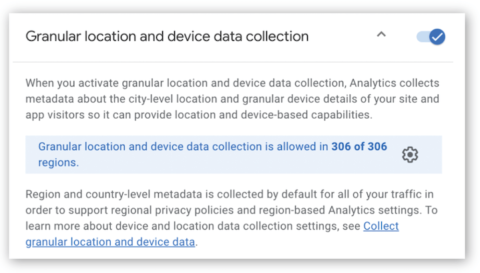 Granular location and device data collection
When you activate granular location and device data collection, Analytics collects
metadata about the city-level location and granular device details of your site and
app visitors so it can provide location and device-based capabilities.
Granular location and device data collection is allowed in 306 of 306
regions.
Region and country-level metadata is collected by default for all of your traffic in
order to support regional privacy policies and region-based Analytics settings. To
learn more about device and location data collection settings, see Collect
granular location and device data.